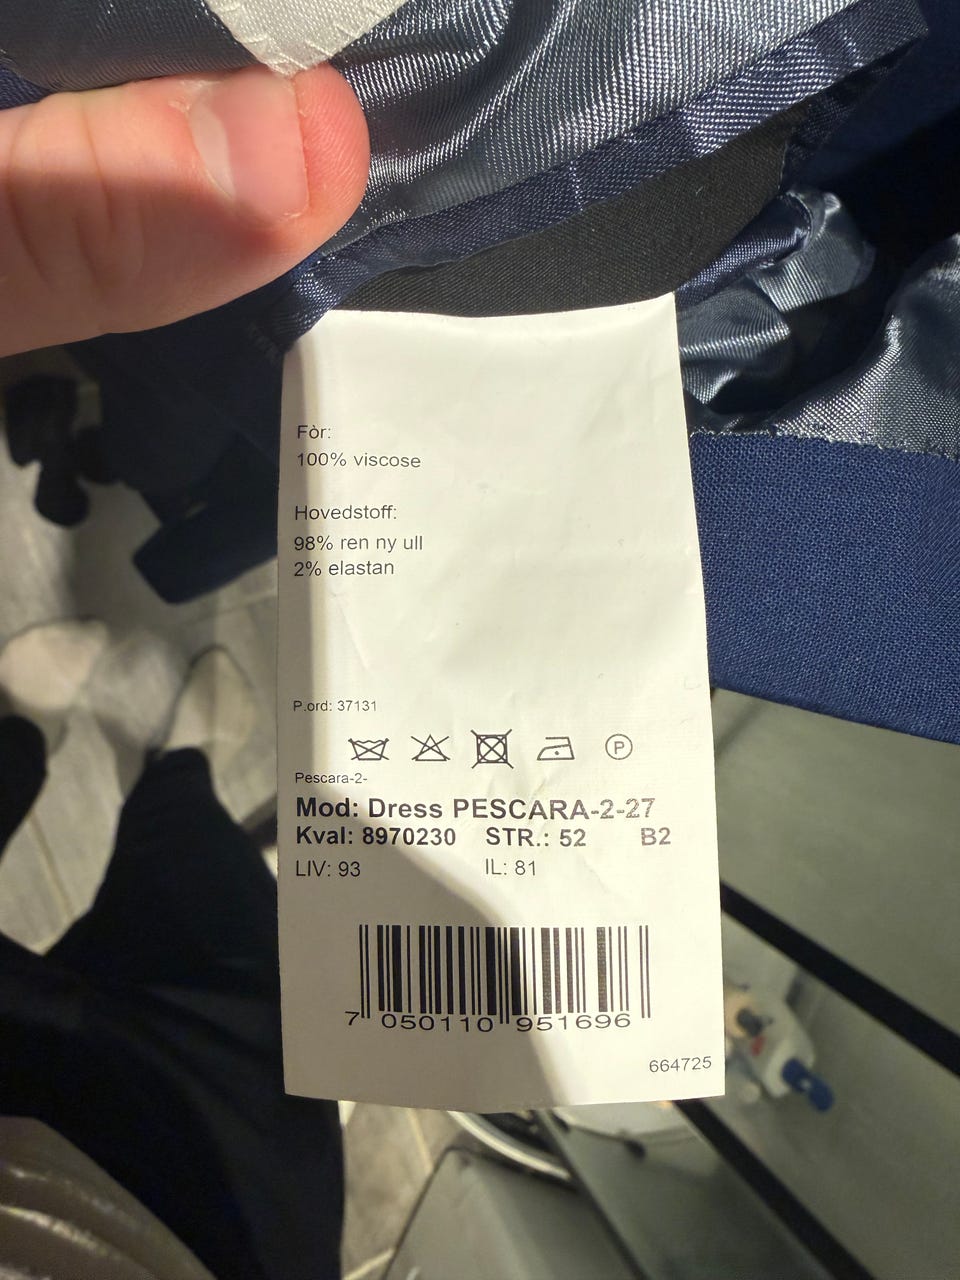 Fòr:
100% viscose
Hovedstoff:
98% ren ny ull
2% elastan
P.ord: 37131
P
Pescara-2-
Mod: Dress PESCARA-2-27
Kval: 8970230 STR.: 52 B2
LIV: 93 IL: 81
7 050110 951696
664725